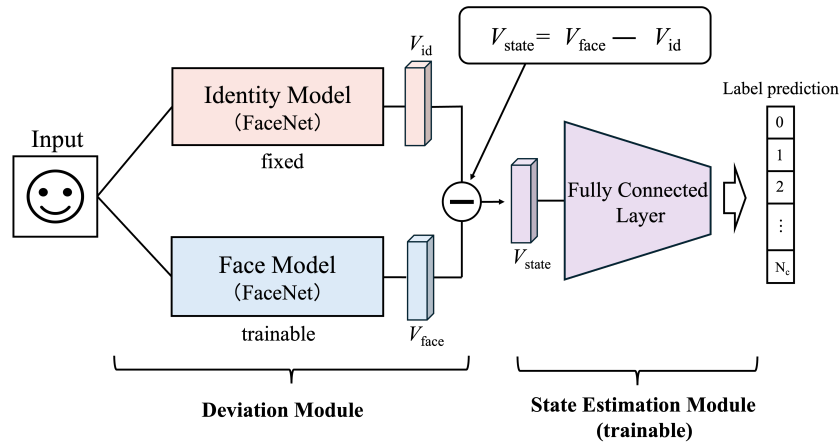 V_state = V_face — V_id
V_id
Label prediction
Input
Identity Model
(FaceNet)
fixed
0
1
2
⋮
N_c
Fully Connected
Layer
V_state
Face Model
(FaceNet)
trainable
V_face
Deviation Module
State Estimation Module
(trainable)